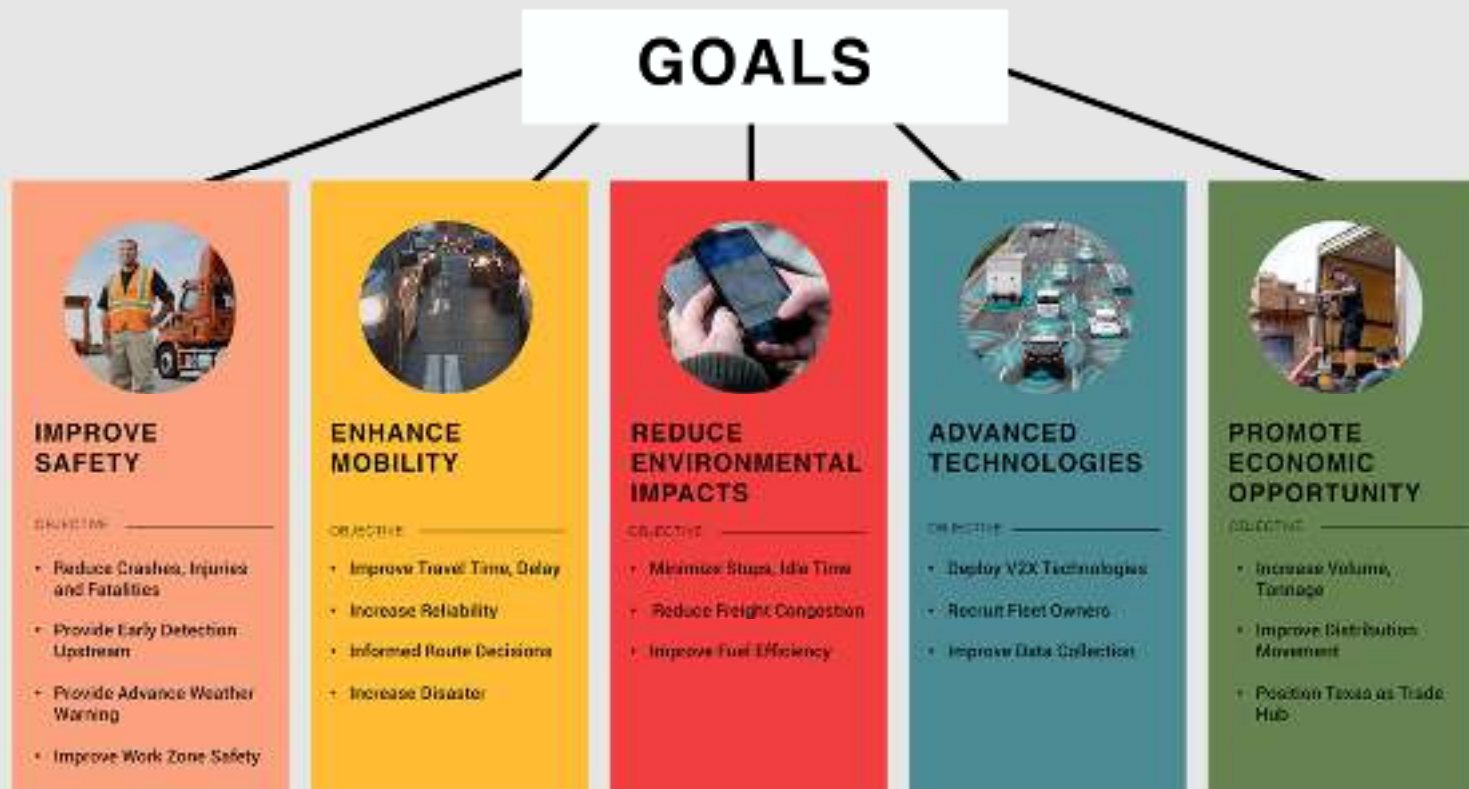 GOALS
IMPROVE
SAFETY
OBJECTIVE
• Reduce Crashes, Injuries
and Fatalities
• Provide Early Detection
Upstream
• Provide Advance Weather
Warning
• Improve Work Zone Safety
ENHANCE
MOBILITY
OBJECTIVE
• Improve Travel Time, Delay
• Increase Reliability
• Informed Route Decisions
• Increase Disaster
REDUCE
ENVIRONMENTAL
IMPACTS
OBJECTIVE
• Minimize Stops, Idle Time
• Reduce Freight Congestion
• Improve Fuel Efficiency
ADVANCED
TECHNOLOGIES
OBJECTIVE
• Deploy V2X Technologies
• Recruit Fleet Owners
• Improve Data Collection
PROMOTE
ECONOMIC
OPPORTUNITY
OBJECTIVE
• Increase Volume,
Tonnage
• Improve Distribution
Movement
• Position Texas as Trade
Hub